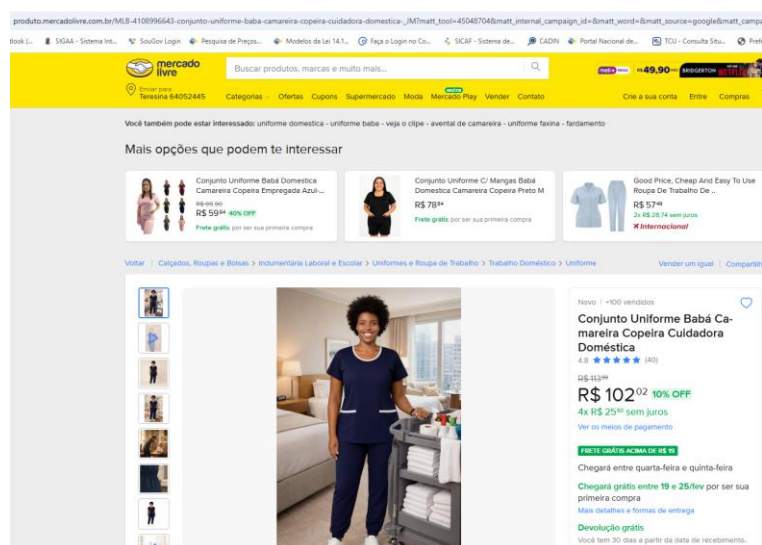 produto.mercadolivre.com.br/MLB-4108996643-conjunto-uniforme-baba-camareira-copeira-cuidadora-domestica-_JM?matt_tool=45048704&matt_internal_campaign_id=&matt_word=&matt_source=google&matt_campa
tlook (... SIGAA - Sistema Int... SouGov Login Pesquisa de Preços... Modelos da Lei 14.1... Faça o Login no Co... SICAF - Sistema de... CADIN Portal Nacional de... TCU - Consulta Situ... Prefe
mercado
livre
Buscar produtos, marcas e muito mais...
R$49,90 BRIDGERTON NETFLIX
Enviar para
Teresina 64052445
Categorias Ofertas Cupons Supermercado Moda Mercado Play Vender Contato
Crie a sua conta Entre Compras
Você também pode estar interessado: uniforme domestica - uniforme baba - veja o clipe - avental de camareira - uniforme faxina - fardamento
Mais opções que podem te interessar
Conjunto Uniforme Babá Domestica
Camareira Copeira Empregada Azul-...
R$ 99,90
R$ 59 94 40% OFF
Frete grátis por ser sua primeira compra
Conjunto Uniforme C/ Mangas Babá
Domestica Camareira Copeira Preto M
R$ 78 84
Frete grátis por ser sua primeira compra
Good Price, Cheap And Easy To Use
Roupa De Trabalho De ..
R$ 57 48
2x R$ 28,74 sem juros
Internacional
Voltar | Calçados, Roupas e Bolsas > Indumentária Laboral e Escolar > Uniformes e Roupa de Trabalho > Trabalho Doméstico > Uniforme
Vender um igual | Compartilh
Novo | +100 vendidos
Conjunto Uniforme Babá Ca-
mareira Copeira Cuidadora
Doméstica
4.8 (40)
R$ 113
R$ 102 02 10% OFF
4x R$ 25 sem juros
Ver os meios de pagamento
FRETE GRÁTIS ACIMA DE R$ 19
Chegará entre quarta-feira e quinta-feira
Chegará grátis entre 19 e 25/fev por ser sua
primeira compra
Mais detalhes e formas de entrega
Devolução grátis
Você tem 30 dias a partir da data de recebimento.